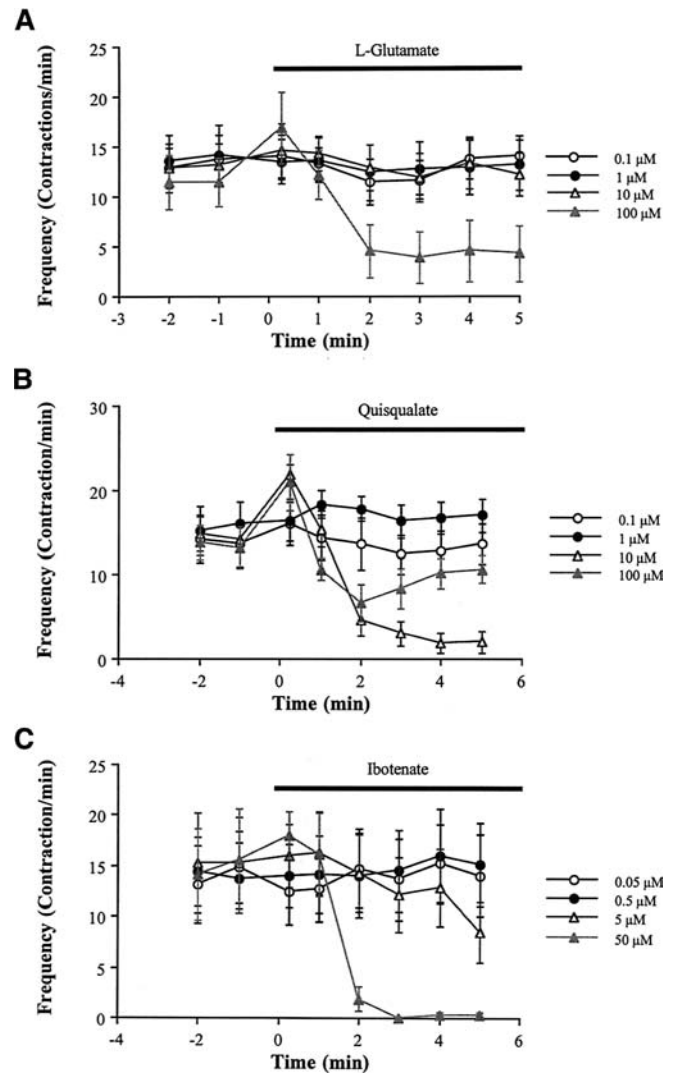 A
L-Glutamate
Frequency (Contractions/min)
25
20
15
10
5
0
-3
-2
-1
0
1
2
3
4
5
Time (min)
0.1 µM
1 µM
10 µM
100 µM
B
Quisqualate
Frequency (Contraction/min)
30
20
10
0
-4
-2
0
2
4
6
Time (min)
0.1 µM
1 µM
10 µM
100 µM
C
Ibotenate
Frequency (Contraction/min)
25
20
15
10
5
0
-4
-2
0
2
4
6
Time (min)
0.05 µM
0.5 µM
5 µM
50 µM